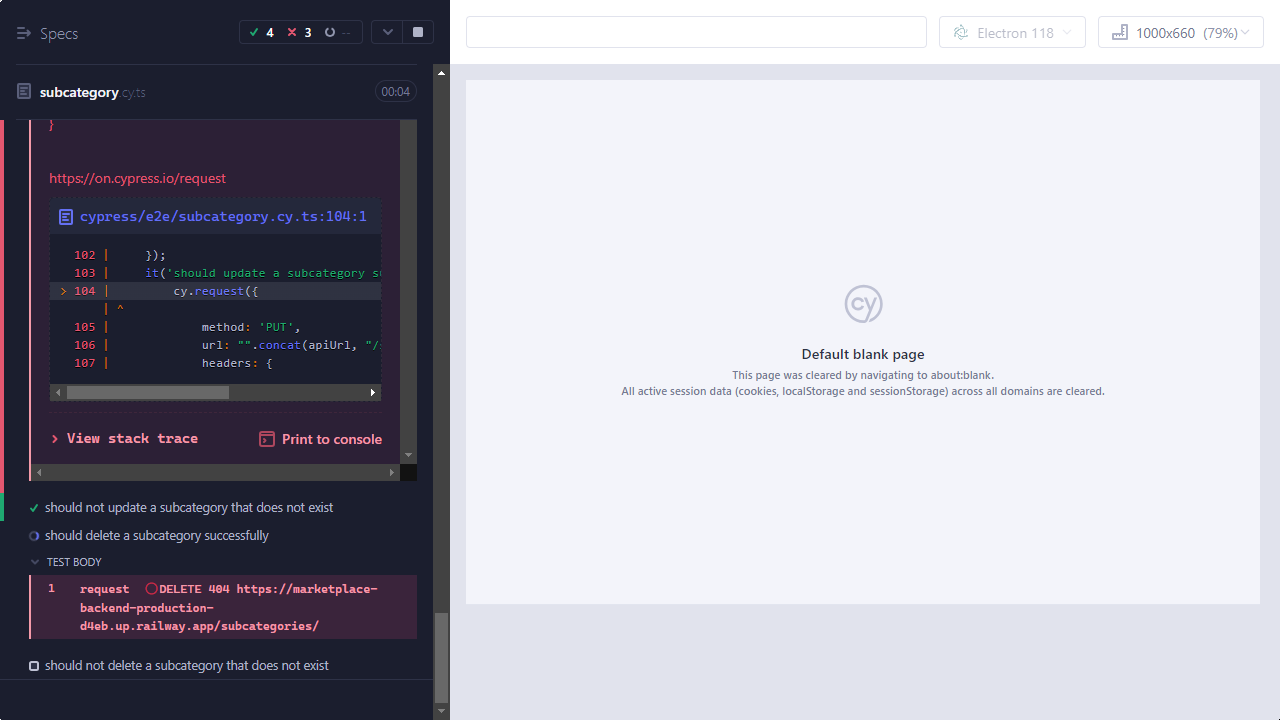 Specs
4
3
--
Electron 118
1000x660 (79%)
subcategory.cy.ts
00:04
}
https://on.cypress.io/request
cypress/e2e/subcategory.cy.ts:104:1
102 | });
103 | it('should update a subcategory
> 104 | cy.request({
| ^
105 | method: 'PUT',
106 | url: "".concat(apiUrl, "/
107 | headers: {
> View stack trace
Print to console
should not update a subcategory that does not exist
should delete a subcategory successfully
TEST BODY
1 request DELETE 404 https://marketplace-
backend-production-
d4eb.up.railway.app/subcategories/
should not delete a subcategory that does not exist
cy
Default blank page
This page was cleared by navigating to about:blank.
All active session data (cookies, localStorage and sessionStorage) across all domains are cleared.